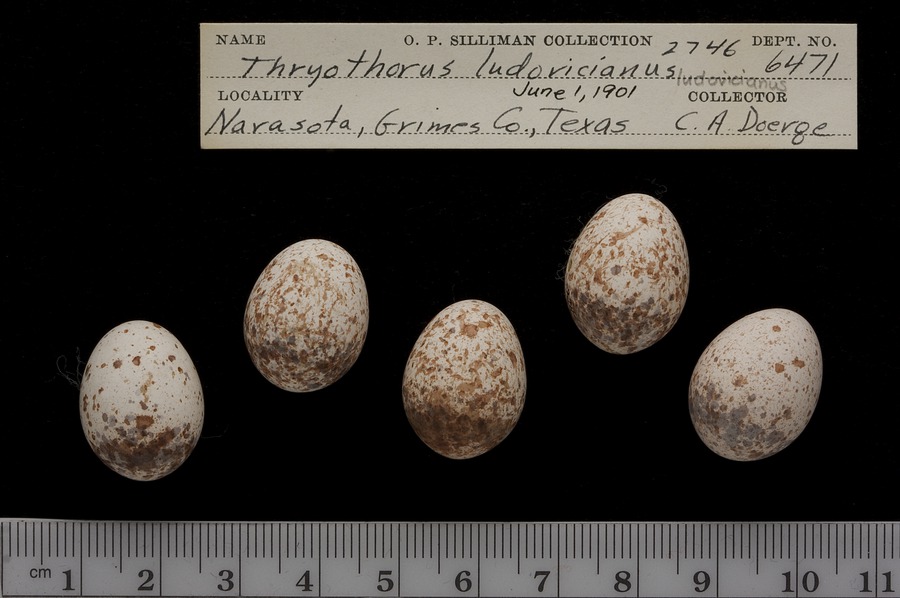 NAME O. P. SILLIMAN COLLECTION 2746 DEPT. NO.
Thryothorus ludovicianus ludovicianus 6471
LOCALITY June 1, 1901 COLLECTOR
Narasota, Grimes Co., Texas C. A. Doerge
cm 1 2 3 4 5 6 7 8 9 10 11